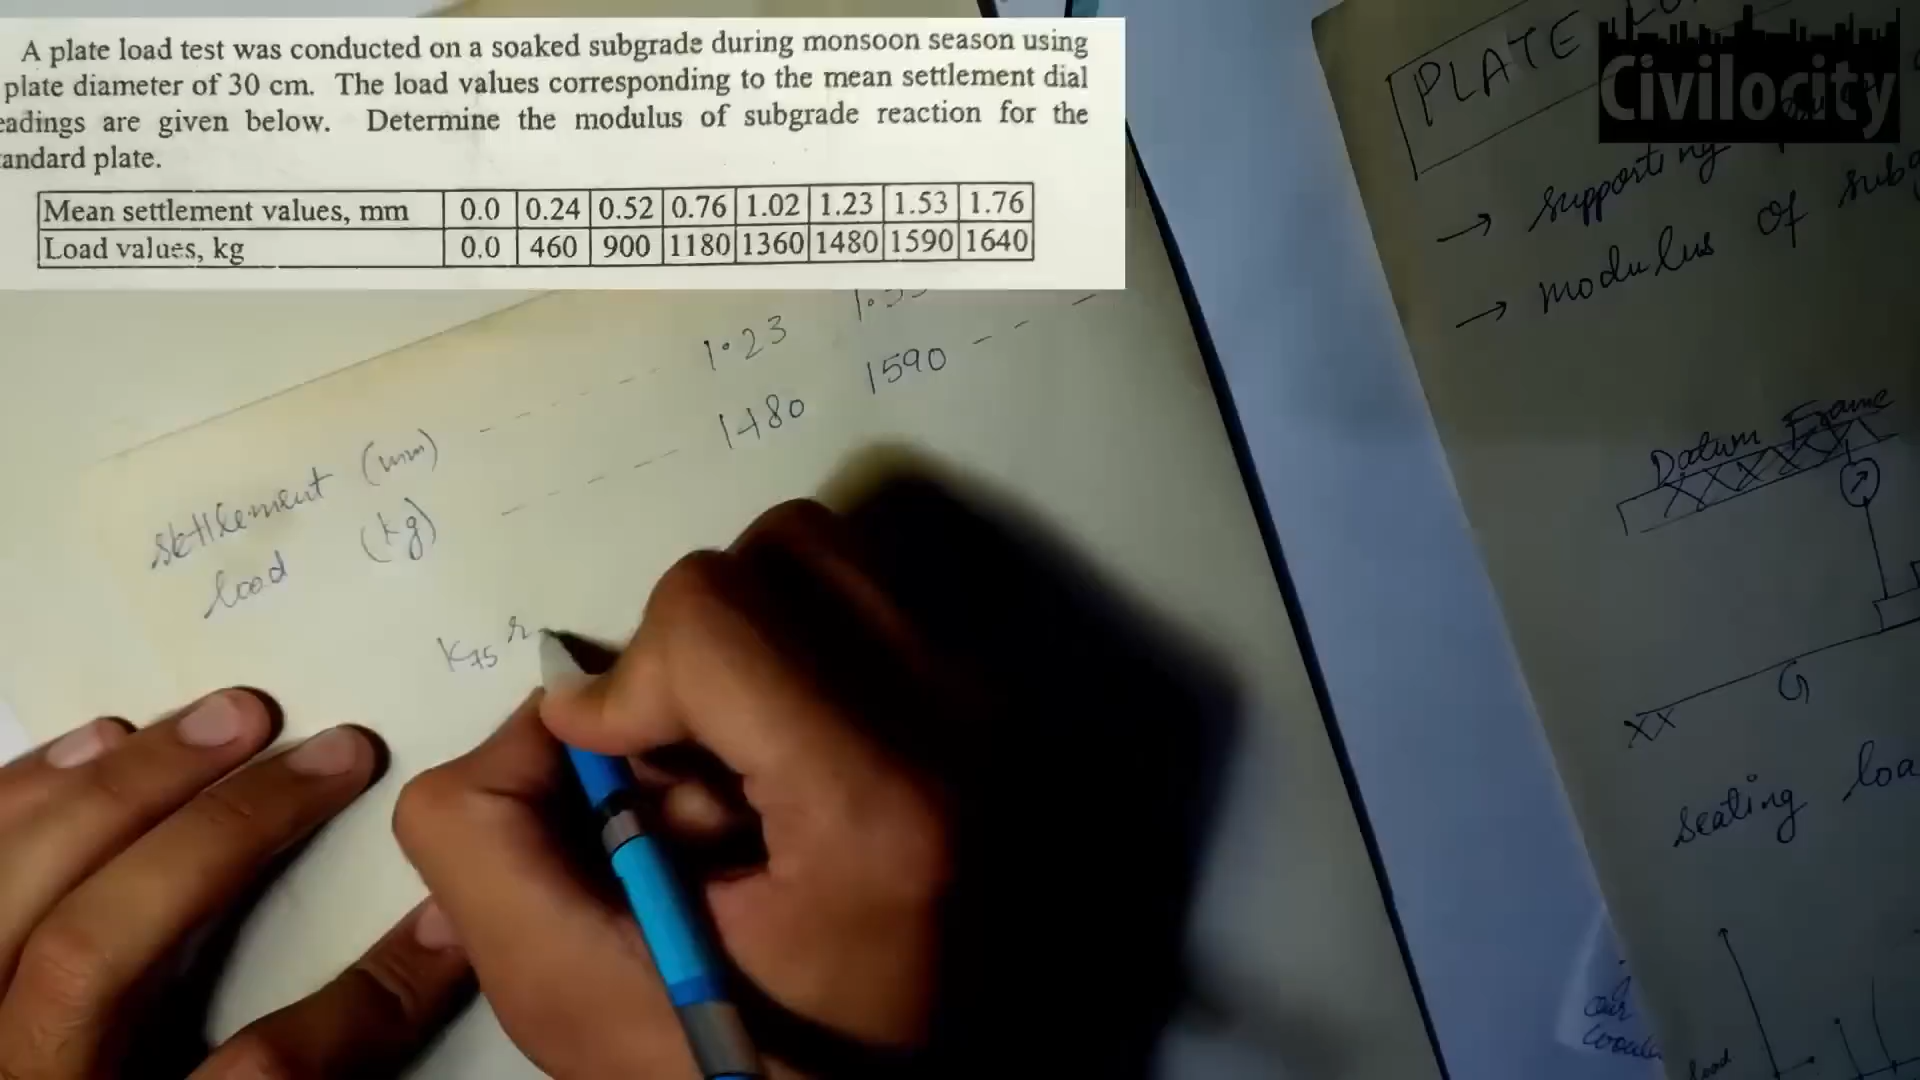 A plate load test was conducted on a soaked subgrade during monsoon season using
plate diameter of 30 cm. The load values corresponding to the mean settlement dial
eadings are given below. Determine the modulus of subgrade reaction for the
andard plate.
Mean settlement values, mm 0.0 0.24 0.52 0.76 1.02 1.23 1.53 1.76
Load values, kg 0.0 460 900 1180 1360 1480 1590 1640
settlement (mm) 1.23
load (kg) 1480 1590
K75 r
PLATE
Civilocity
→ supporting
→ modulus of subg
Datum Frame
G
XX
seating loa
load